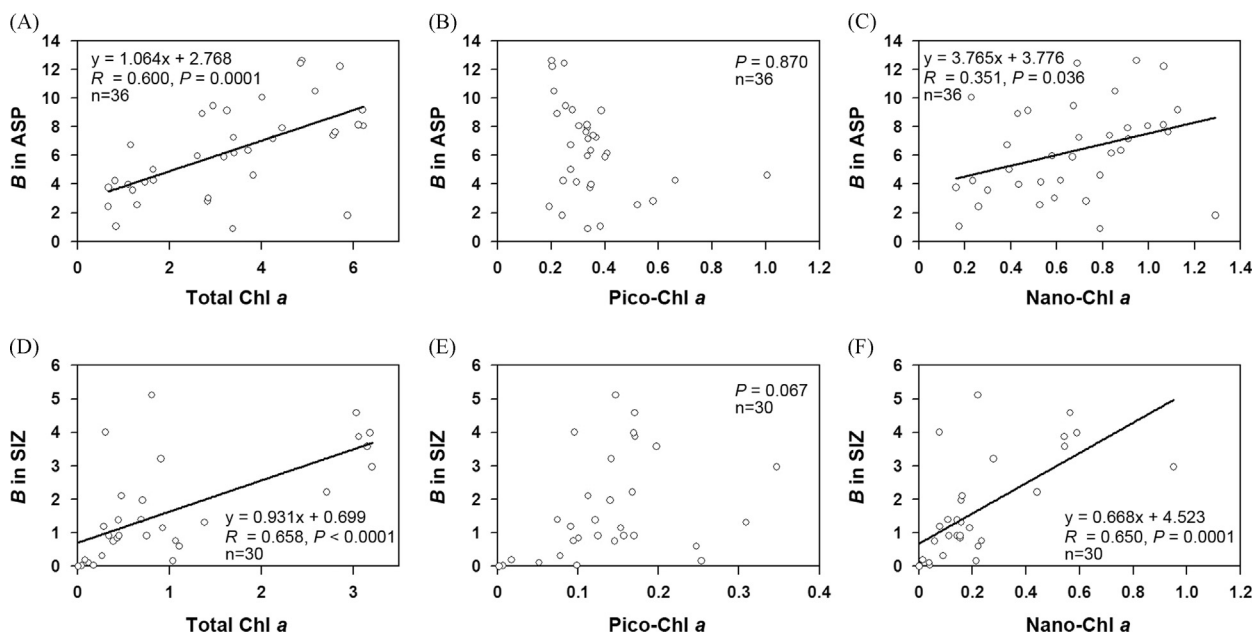 (A)
14
12
10
8
6
4
2
0
B in ASP
y = 1.064x + 2.768
R = 0.600, P = 0.0001
n=36
0 2 4 6
Total Chl a
(B)
14
12
10
8
6
4
2
0
B in ASP
P = 0.870
n=36
0 0.2 0.4 0.6 0.8 1.0 1.2
Pico-Chl a
(C)
14
12
10
8
6
4
2
0
B in ASP
y = 3.765x + 3.776
R = 0.351, P = 0.036
n=36
0 0.2 0.4 0.6 0.8 1.0 1.2 1.4
Nano-Chl a
(D)
6
5
4
3
2
1
0
B in SIZ
y = 0.931x + 0.699
R = 0.658, P < 0.0001
n=30
0 1 2 3
Total Chl a
(E)
6
5
4
3
2
1
0
B in SIZ
P = 0.067
n=30
0 0.1 0.2 0.3 0.4
Pico-Chl a
(F)
6
5
4
3
2
1
0
B in SIZ
y = 0.668x + 4.523
R = 0.650, P = 0.0001
n=30
0 0.2 0.4 0.6 0.8 1.0 1.2
Nano-Chl a